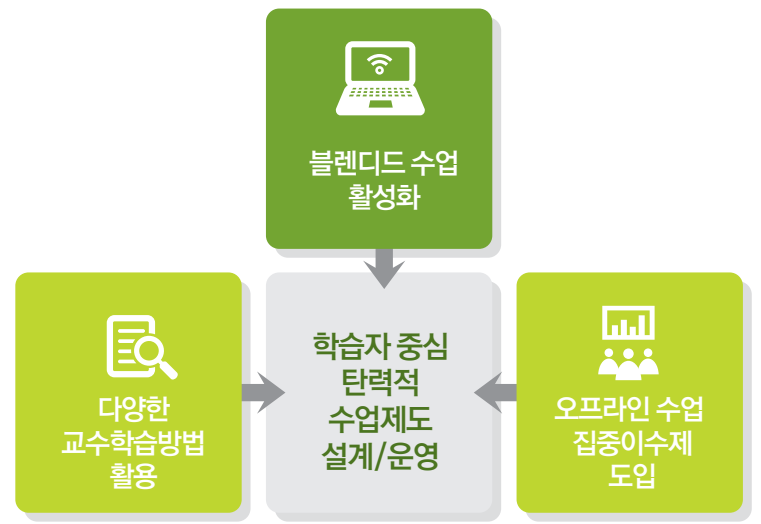 블렌디드 수업
활성화
다양한
교수학습방법
활용
학습자 중심
탄력적
수업제도
설계/운영
오프라인 수업
집중이수제
도입